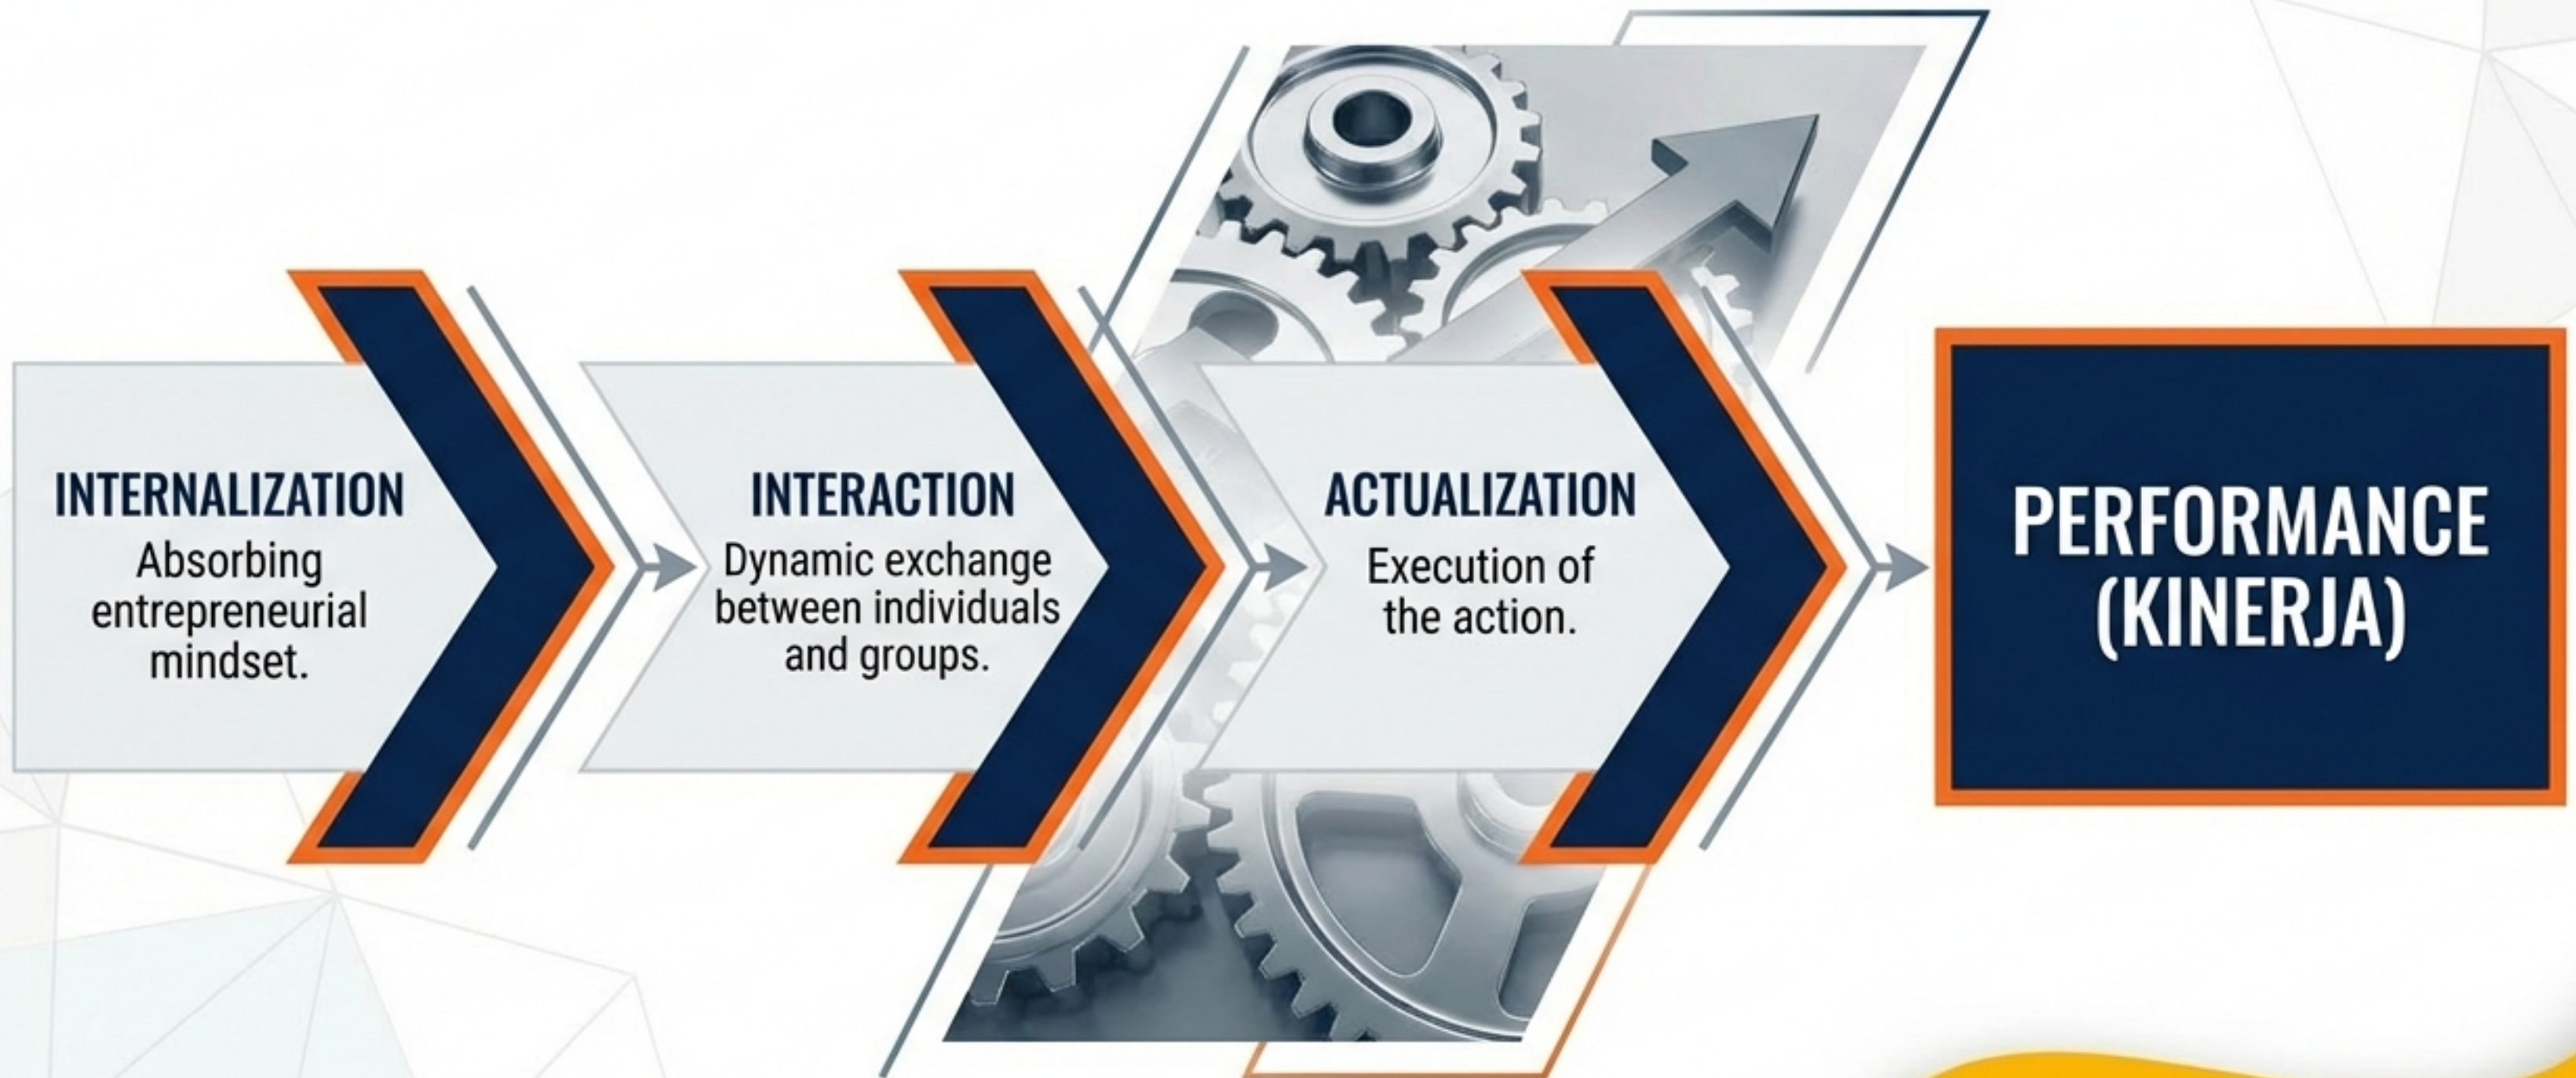 INTERNALIZATION
Absorbing
entrepreneurial
mindset.
INTERACTION
Dynamic exchange
between individuals
and groups.
ACTUALIZATION
Execution of
the action.
PERFORMANCE
(KINERJA)